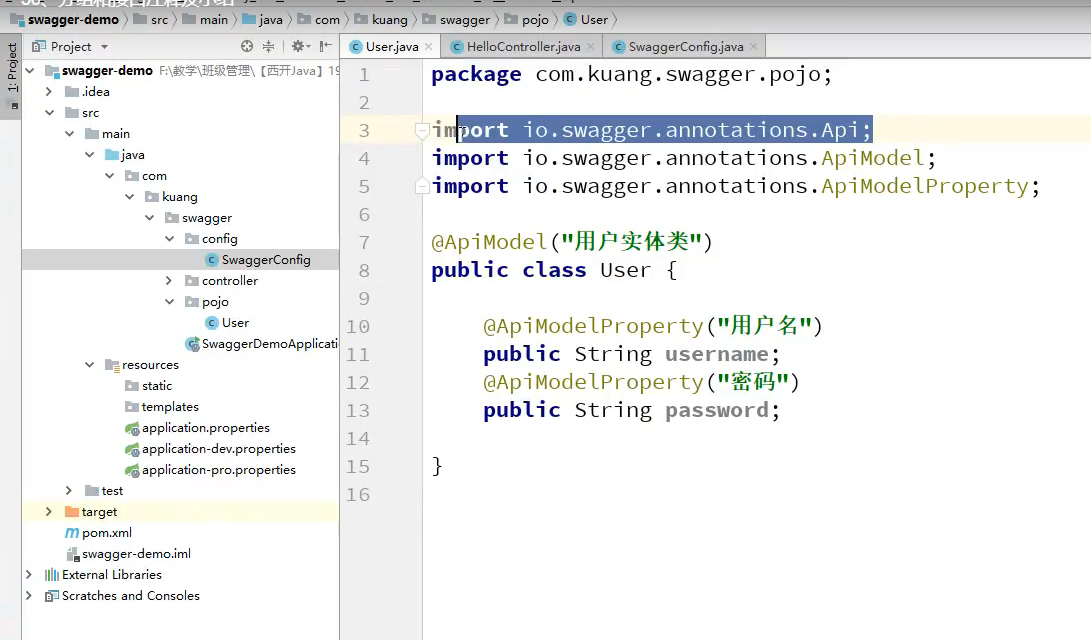 swagger-demo src main java com kuang swagger pojo User
Project
User.java HelloController.java SwaggerConfig.java
1: Project
swagger-demo F:\教学\班级管理\【西开Java】19
.idea
src
main
java
com
kuang
swagger
config
SwaggerConfig
controller
pojo
User
SwaggerDemoApplicati
resources
static
templates
application.properties
application-dev.properties
application-pro.properties
test
target
pom.xml
swagger-demo.iml
External Libraries
Scratches and Consoles
1 package com.kuang.swagger.pojo;
2
3 import io.swagger.annotations.Api;
4 import io.swagger.annotations.ApiModel;
5 import io.swagger.annotations.ApiModelProperty;
6
7 @ApiModel("用户实体类")
8 public class User {
9
10 @ApiModelProperty("用户名")
11 public String username;
12 @ApiModelProperty("密码")
13 public String password;
14
15 }
16